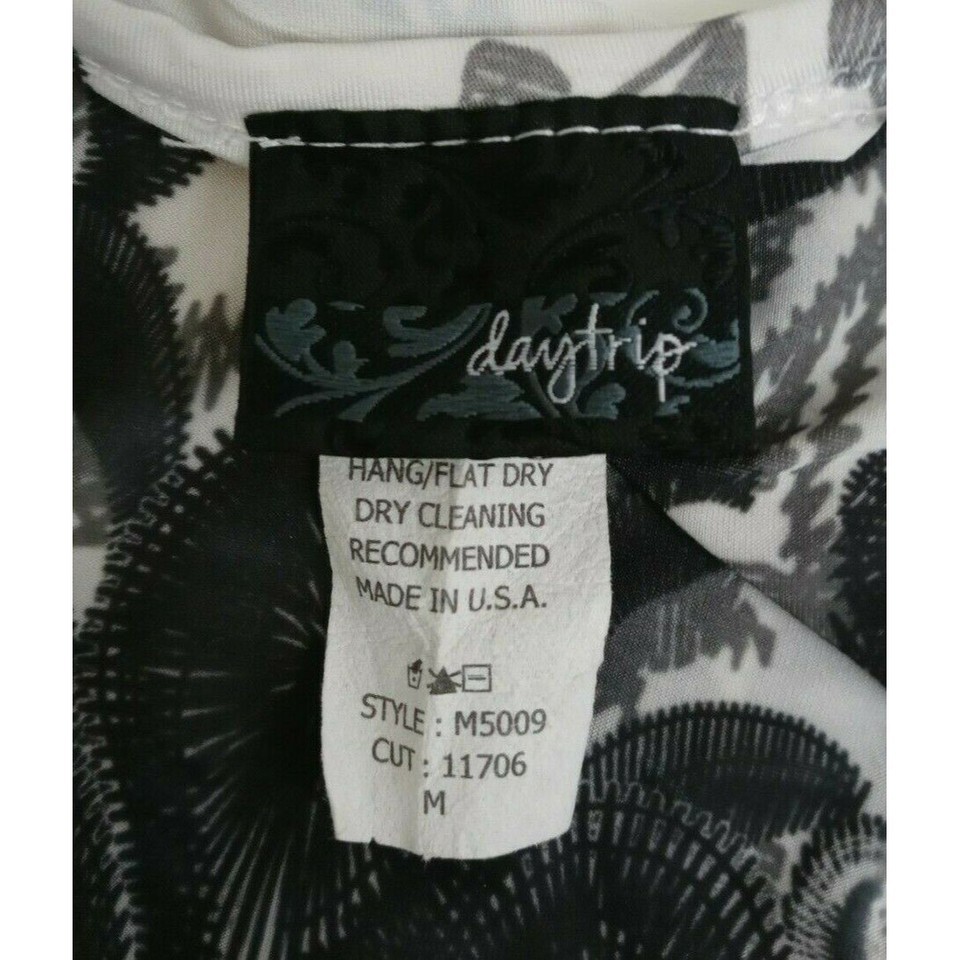 daytrip
HANG/FLAT DRY
DRY CLEANING
RECOMMENDED
MADE IN U.S.A.
STYLE : M5009
CUT : 11706
M